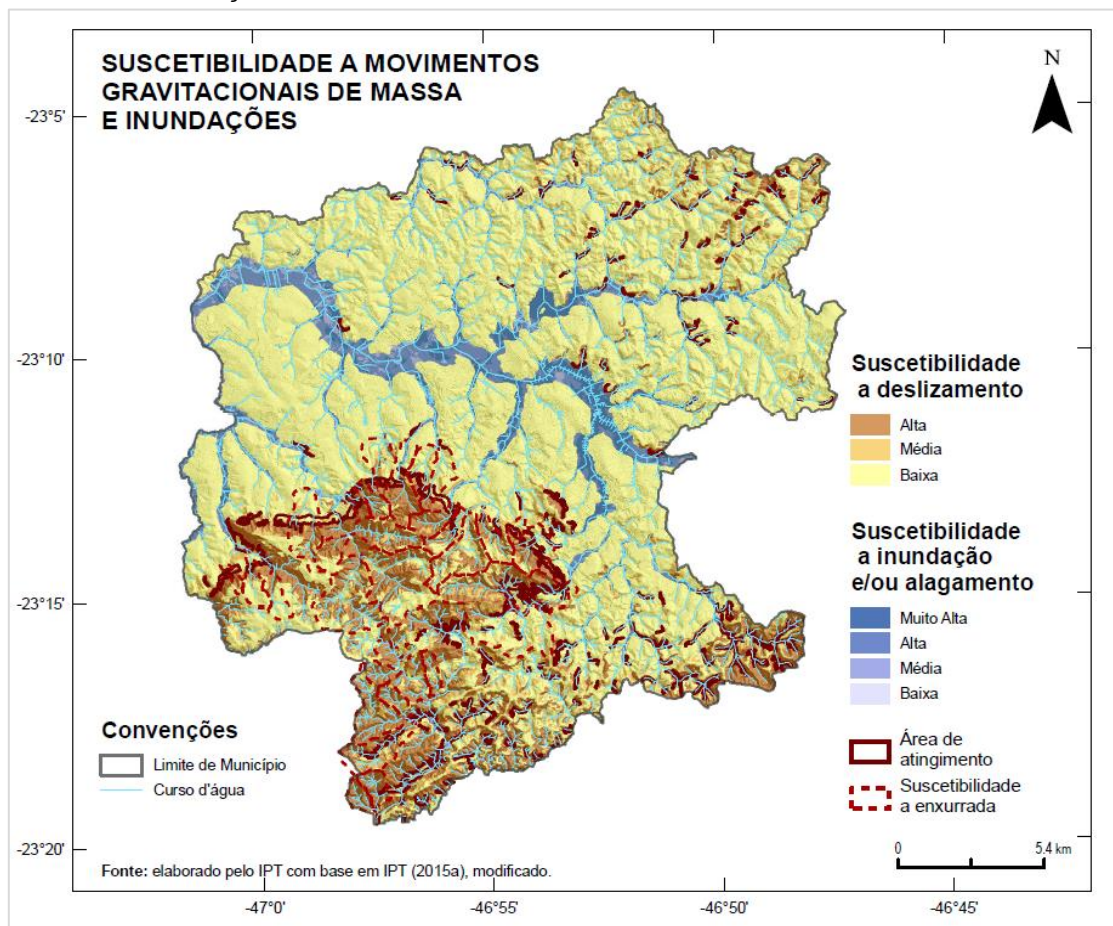 SUSCETIBILIDADE A MOVIMENTOS
GRAVITACIONAIS DE MASSA
E INUNDAÇÕES
N
-23°5'
-23°10'
-23°15'
-23°20'
Suscetibilidade
a deslizamento
Alta
Média
Baixa
Suscetibilidade
a inundação
e/ou alagamento
Muito Alta
Alta
Média
Baixa
Área de
atingimento
Suscetibilidade
a enxurrada
Convenções
Limite de Município
Curso d'água
0 5.4 km
Fonte: elaborado pelo IPT com base em IPT (2015a), modificado.
-47°0' -46°55' -46°50' -46°45'